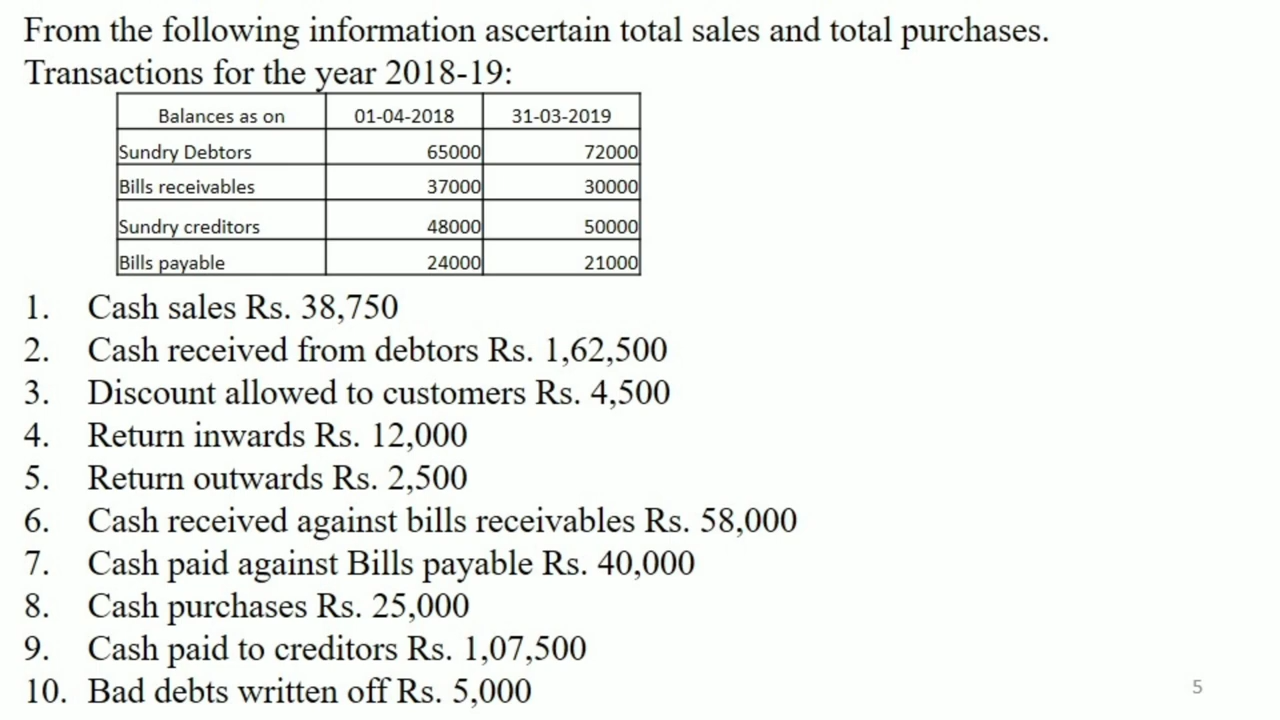 From the following information ascertain total sales and total purchases.
Transactions for the year 2018-19:
Balances as on 01-04-2018 31-03-2019
Sundry Debtors 65000 72000
Bills receivables 37000 30000
Sundry creditors 48000 50000
Bills payable 24000 21000
1. Cash sales Rs. 38,750
2. Cash received from debtors Rs. 1,62,500
3. Discount allowed to customers Rs. 4,500
4. Return inwards Rs. 12,000
5. Return outwards Rs. 2,500
6. Cash received against bills receivables Rs. 58,000
7. Cash paid against Bills payable Rs. 40,000
8. Cash purchases Rs. 25,000
9. Cash paid to creditors Rs. 1,07,500
10. Bad debts written off Rs. 5,000
5